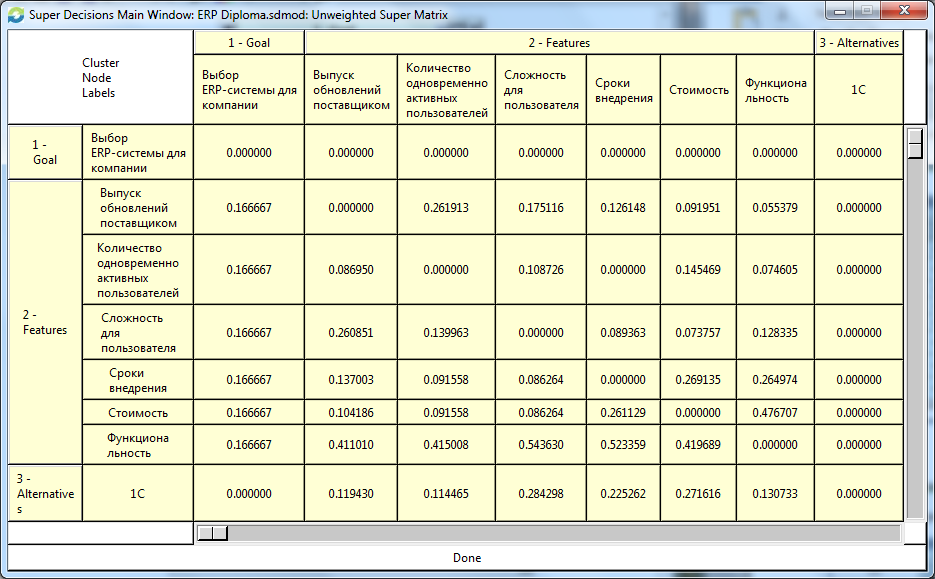 Super Decisions Main Window: ERP Diploma.sdmod: Unweighted Super Matrix
Cluster
Node
Labels
1 - Goal
2 - Features
3 - Alternatives
Выбор
ERP-системы для
компании
Выпуск
обновлений
поставщиком
Количество
одновременно
активных
пользователей
Сложность
для
пользователя
Сроки
внедрения
Стоимость
Функциона
льность
1С
1 -
Goal
Выбор
ERP-системы для
компании
0.000000 0.000000 0.000000 0.000000 0.000000 0.000000 0.000000 0.000000
2 -
Features
Выпуск
обновлений
поставщиком
0.166667 0.000000 0.261913 0.175116 0.126148 0.091951 0.055379 0.000000
Количество
одновременно
активных
пользователей
0.166667 0.086950 0.000000 0.108726 0.000000 0.145469 0.074605 0.000000
Сложность
для
пользователя
0.166667 0.260851 0.139963 0.000000 0.089363 0.073757 0.128335 0.000000
Сроки
внедрения
0.166667 0.137003 0.091558 0.086264 0.000000 0.269135 0.264974 0.000000
Стоимость
0.166667 0.104186 0.091558 0.086264 0.261129 0.000000 0.476707 0.000000
Функциона
льность
0.166667 0.411010 0.415008 0.543630 0.523359 0.419689 0.000000 0.000000
3 -
Alternative
s
1С
0.000000 0.119430 0.114465 0.284298 0.225262 0.271616 0.130733 0.000000
Done